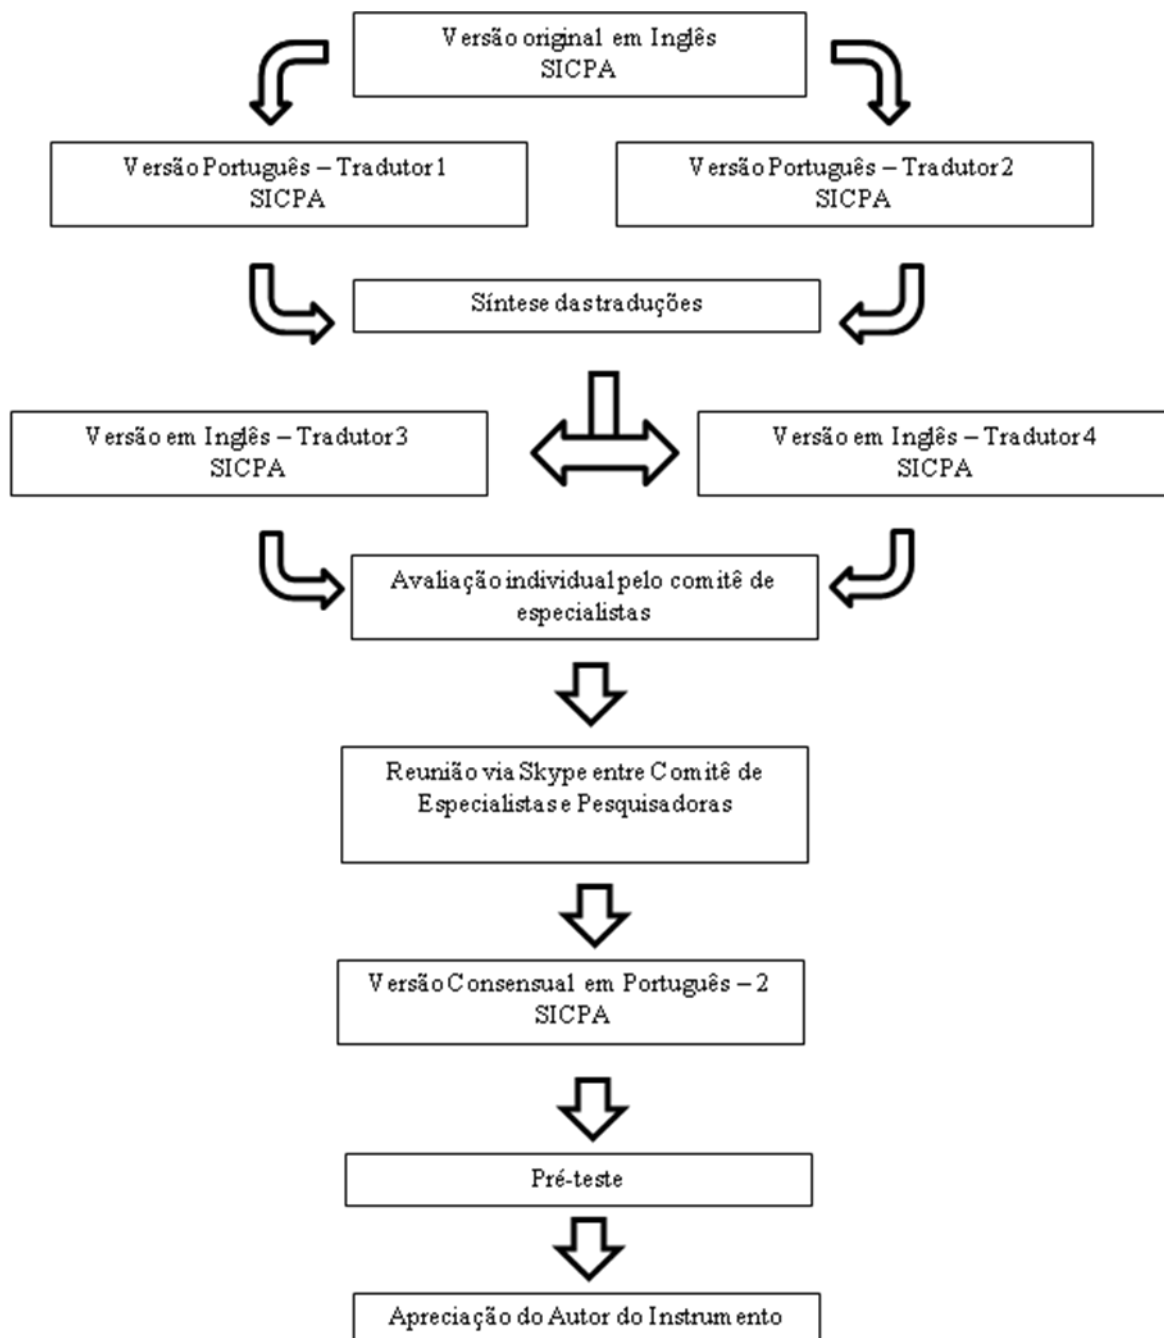 Versão original em Inglês
SICPA
Versão Português – Tradutor 1
SICPA
Versão Português – Tradutor 2
SICPA
Síntese das traduções
Versão em Inglês – Tradutor 3
SICPA
Versão em Inglês – Tradutor 4
SICPA
Avaliação individual pelo comitê de
especialistas
Reunião via Skype entre Comitê de
Especialistas e Pesquisadoras
Versão Consensual em Português – 2
SICPA
Pré-teste
Apreciação do Autor do Instrumento